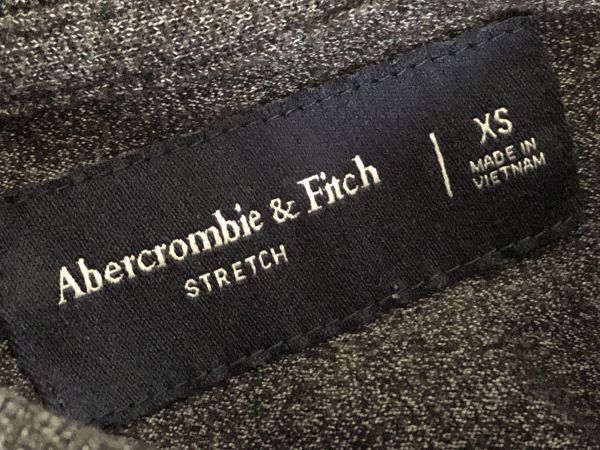 Abercrombie & Fitch
STRETCH
XS
MADE IN
VIETNAM